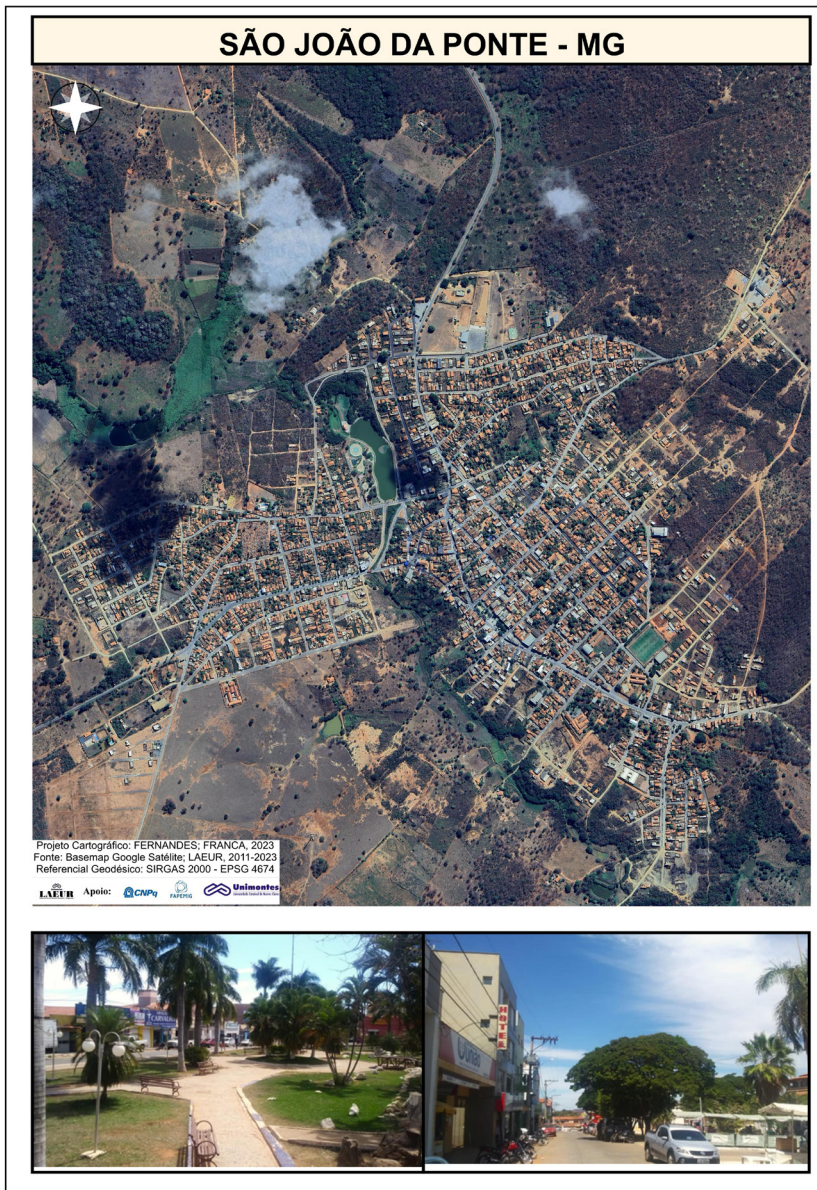 SÃO JOÃO DA PONTE - MG
Projeto Cartográfico: FERNANDES; FRANCA, 2023
Fonte: Basemap Google Satélite; LAEUR, 2011-2023
Referencial Geodésico: SIRGAS 2000 - EPSG 4674
LAEUR Apoio: CNPq FAPEMIG Unimontes
HOTEL
União